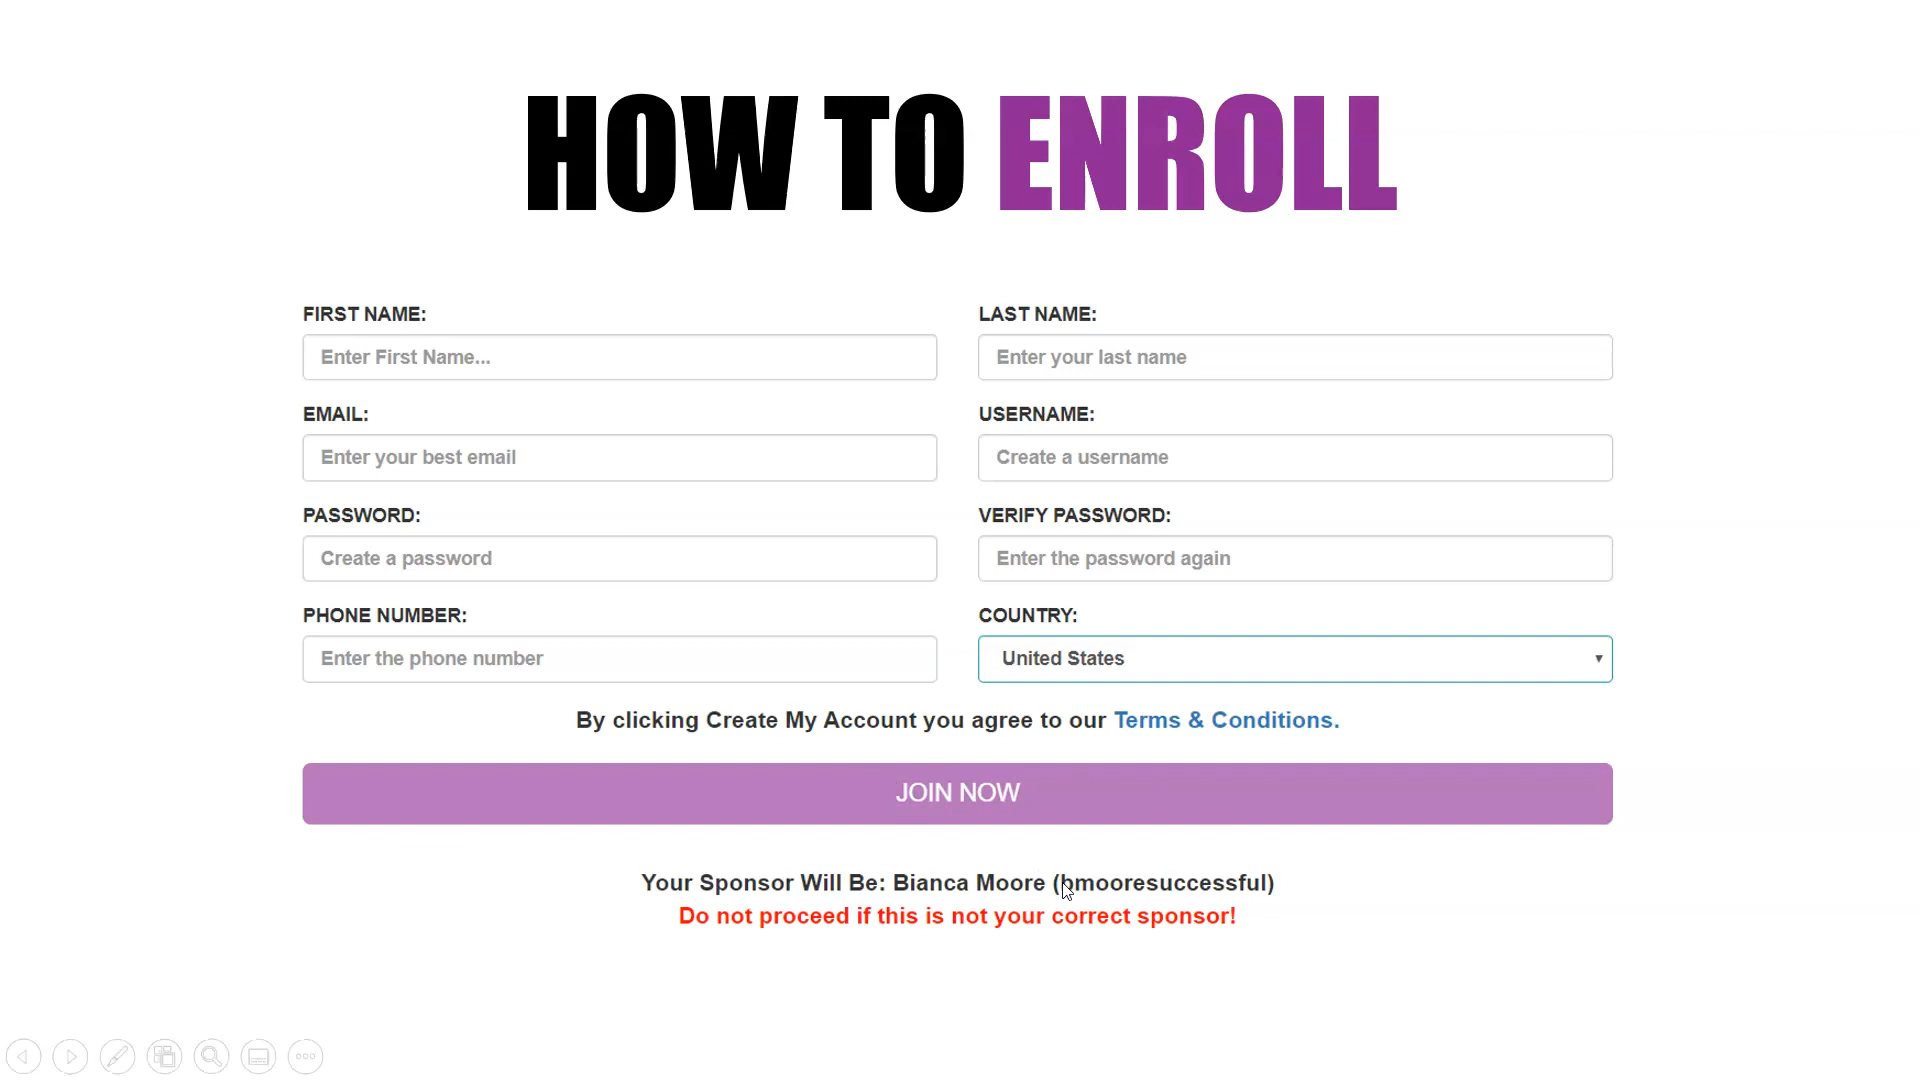 HOW TO ENROLL
FIRST NAME:
LAST NAME:
Enter First Name...
Enter your last name
EMAIL:
USERNAME:
Enter your best email
Create a username
PASSWORD:
VERIFY PASSWORD:
Create a password
Enter the password again
PHONE NUMBER:
COUNTRY:
Enter the phone number
United States
By clicking Create My Account you agree to our Terms & Conditions.
JOIN NOW
Your Sponsor Will Be: Bianca Moore (bmooresuccessful)
Do not proceed if this is not your correct sponsor!